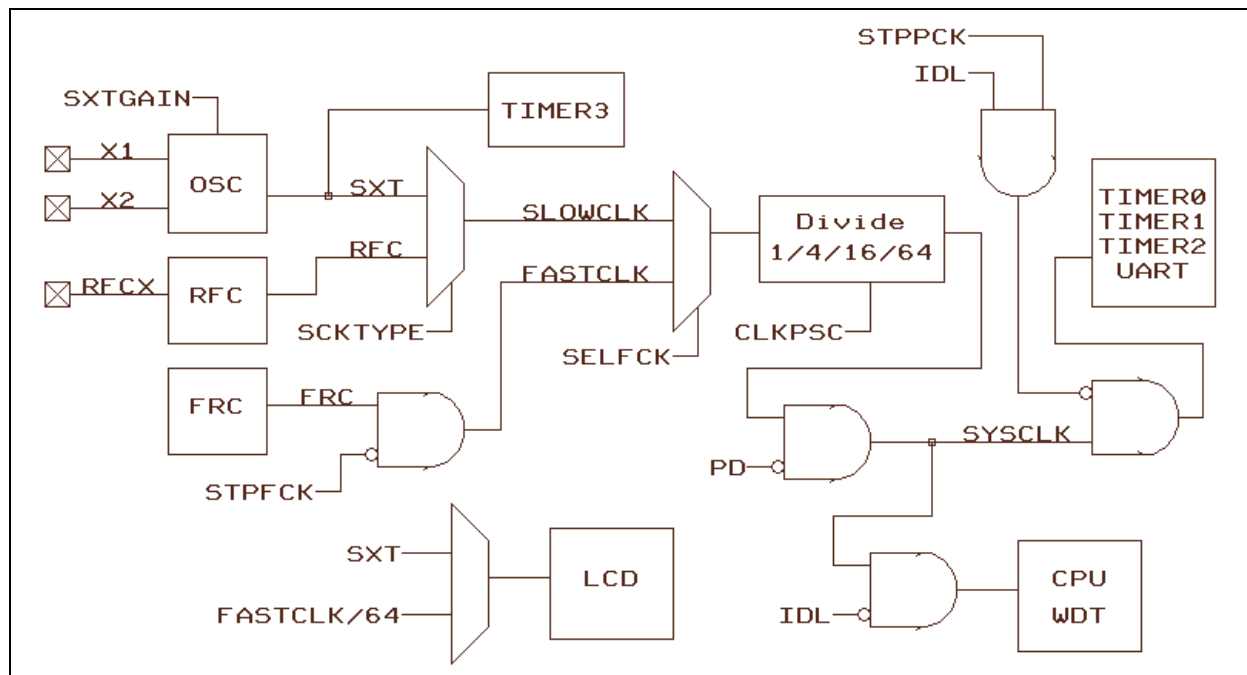 STPPCK
IDL
SXTGAIN
TIMER3
X1
OSC
X2
SXT
RFC
RFCX
RFC
SCKTYPE
SLOWCLK
FASTCLK
SELFCK
Divide
1/4/16/64
CLKPSC
TIMER0
TIMER1
TIMER2
UART
FRC
FRC
STPFCK
PD
SYSCLK
SXT
FASTCLK/64
LCD
IDL
CPU
WDT